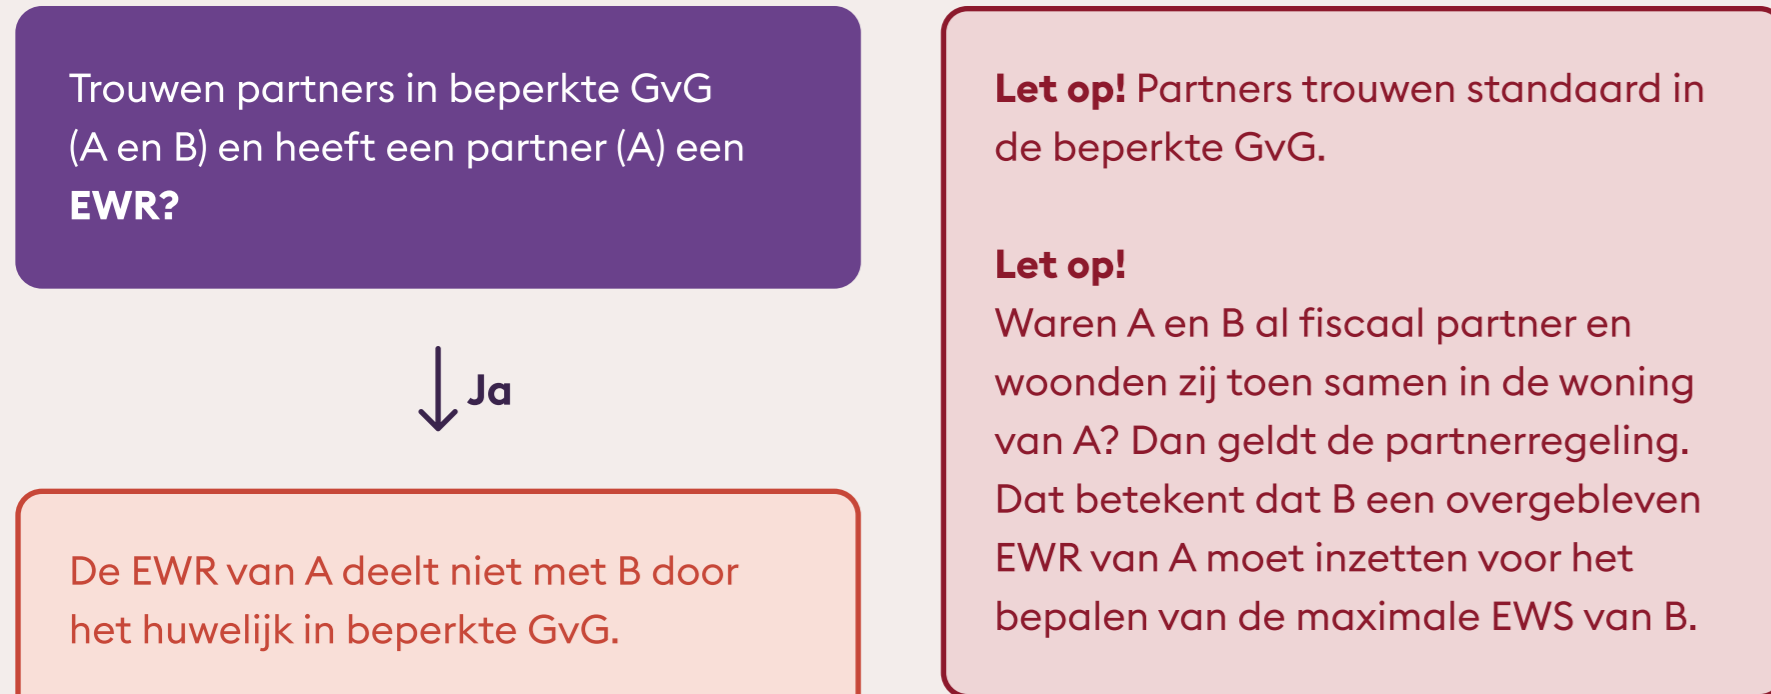 Trouwen partners in beperkte GvG
(A en B) en heeft een partner (A) een
EWR?
Ja
De EWR van A deelt niet met B door
het huwelijk in beperkte GvG.
Let op! Partners trouwen standaard in
de beperkte GvG.
Let op!
Waren A en B al fiscaal partner en
woonden zij toen samen in de woning
van A? Dan geldt de partnerregeling.
Dat betekent dat B een overgebleven
EWR van A moet inzetten voor het
bepalen van de maximale EWS van B.